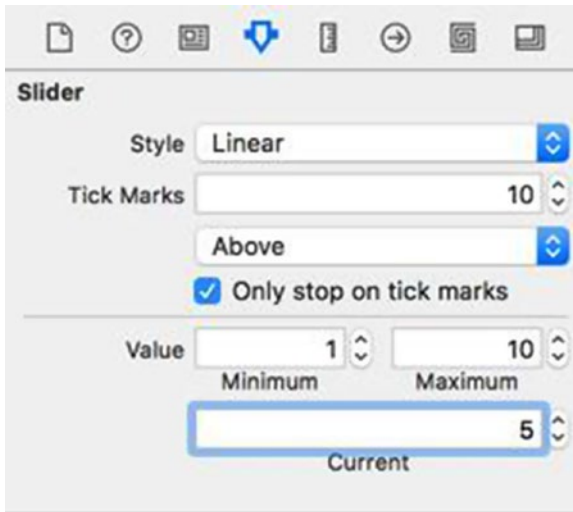 Slider
Style Linear
Tick Marks 10
Above
Only stop on tick marks
Value 1 10
Minimum Maximum
5
Current